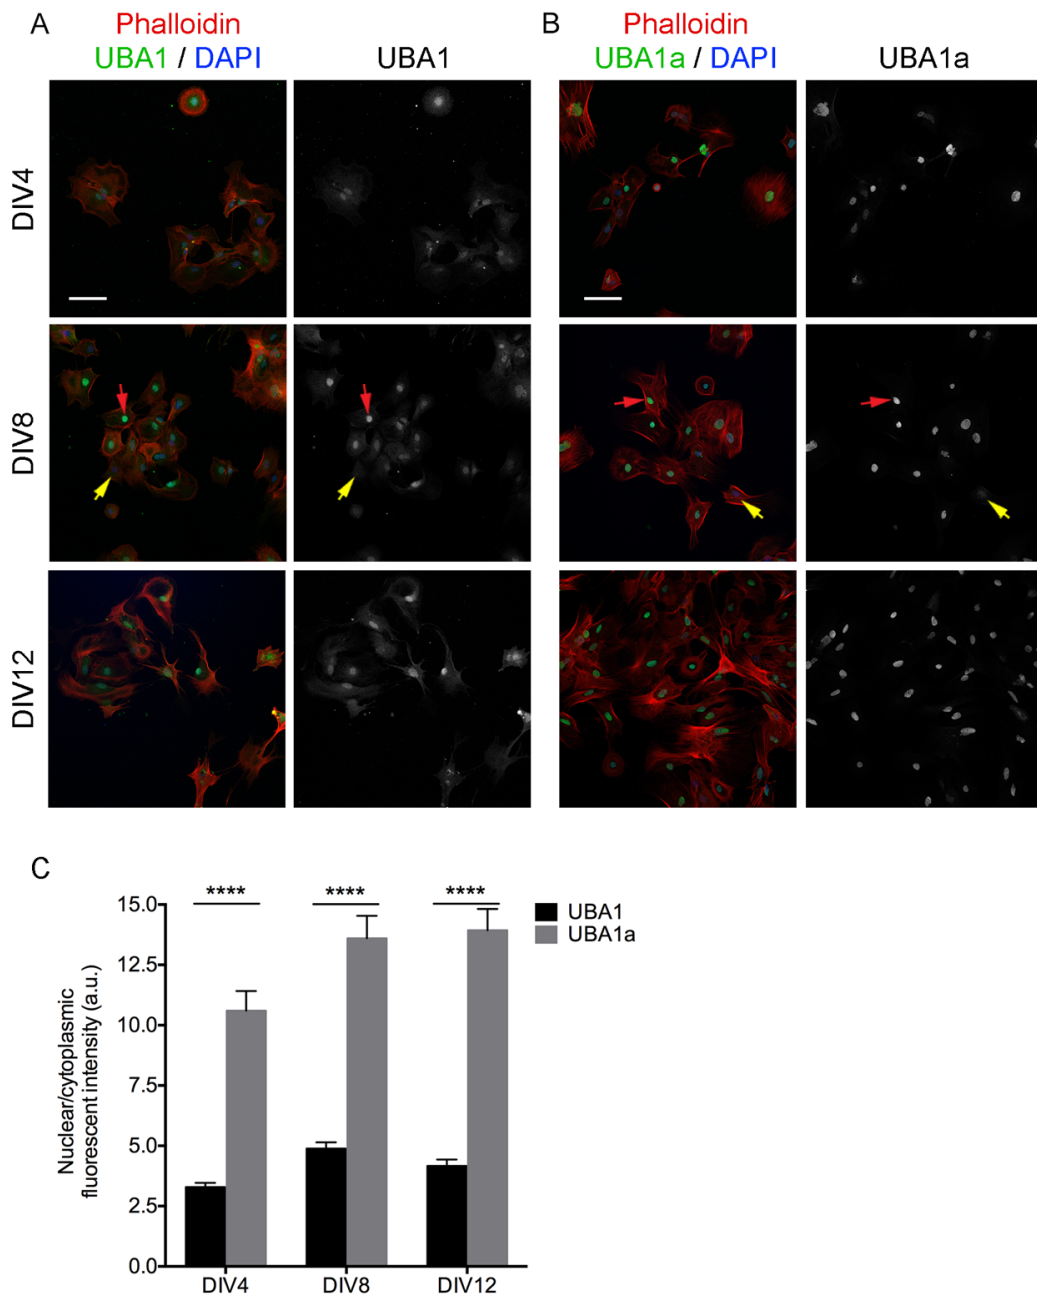 A
Phalloidin
UBA1 / DAPI
UBA1
B
Phalloidin
UBA1a / DAPI
UBA1a
DIV4
DIV8
DIV12
C
Nuclear/cytoplasmic
fluorescent intensity (a.u.)
15.0
12.5
10.0
7.5
5.0
2.5
0.0
****
****
****
UBA1
UBA1a
DIV4
DIV8
DIV12